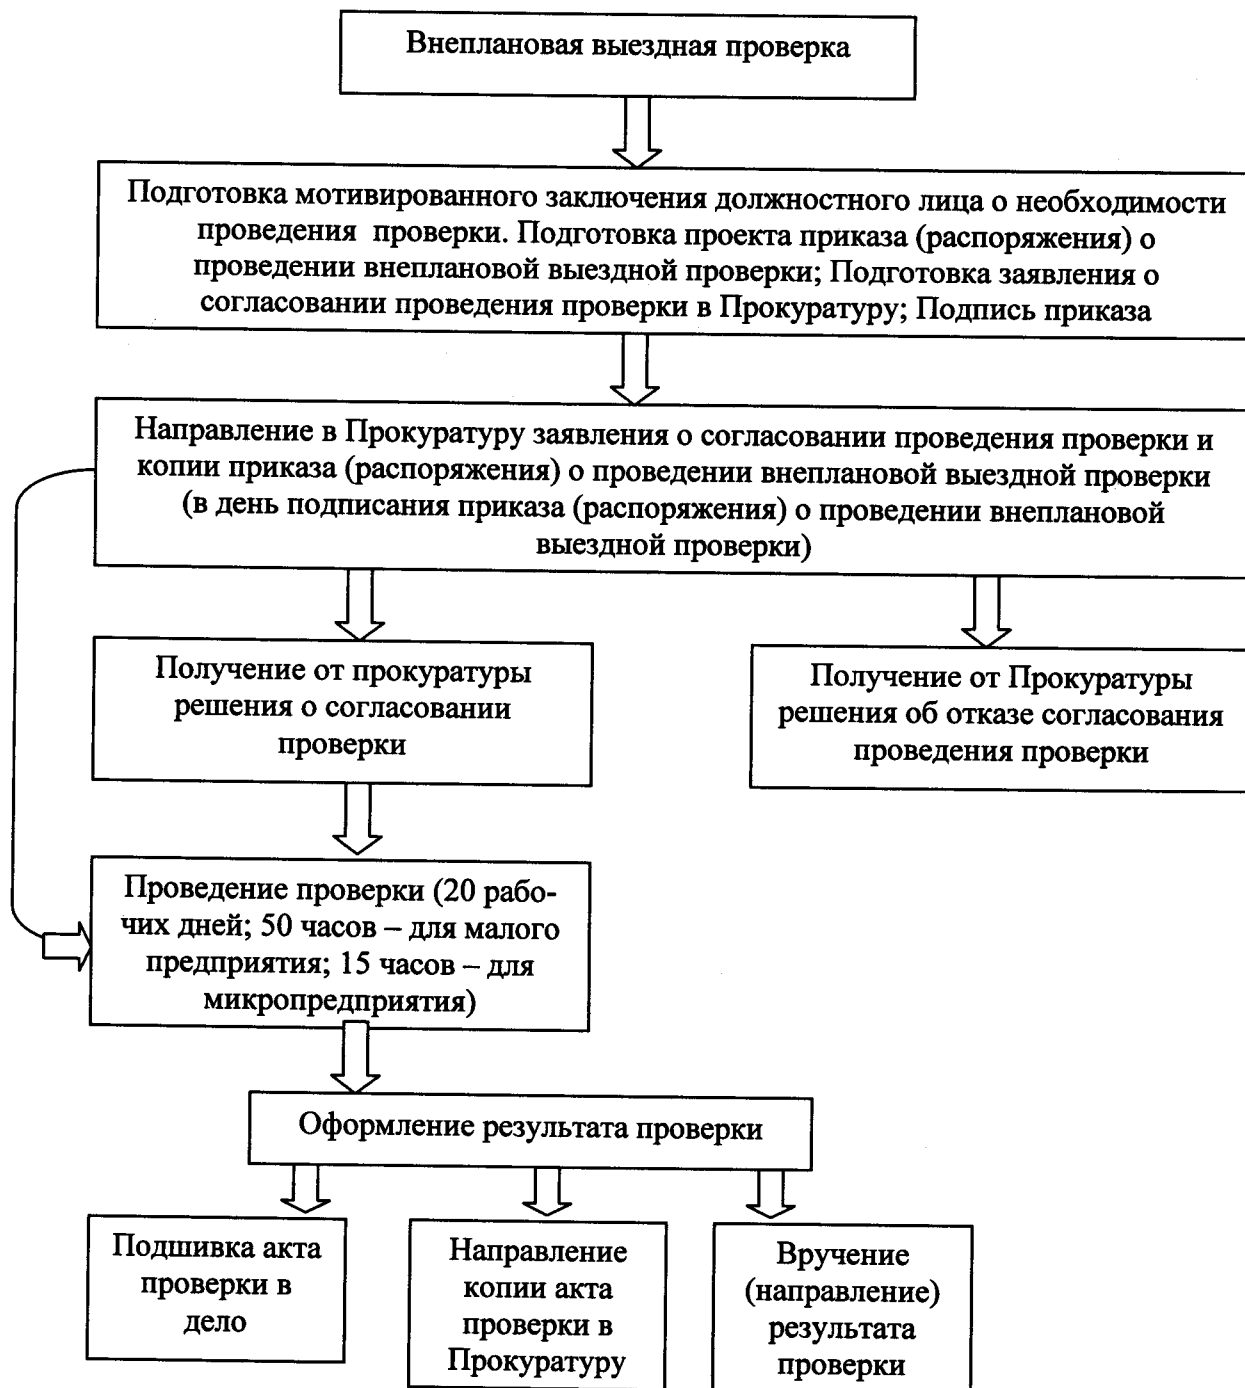 Внеплановая выездная проверка
Подготовка мотивированного заключения должностного лица о необходимости
проведения проверки. Подготовка проекта приказа (распоряжения) о
проведении внеплановой выездной проверки; Подготовка заявления о
согласовании проведения проверки в Прокуратуру; Подпись приказа
Направление в Прокуратуру заявления о согласовании проведения проверки и
копии приказа (распоряжения) о проведении внеплановой выездной проверки
(в день подписания приказа (распоряжения) о проведении внеплановой
выездной проверки)
Получение от прокуратуры
решения о согласовании
проверки
Получение от Прокуратуры
решения об отказе согласования
проведения проверки
Проведение проверки (20 рабо-
чих дней; 50 часов – для малого
предприятия; 15 часов – для
микропредприятия)
Оформление результата проверки
Подшивка акта
проверки в
дело
Направление
копии акта
проверки в
Прокуратуру
Вручение
(направление)
результата
проверки